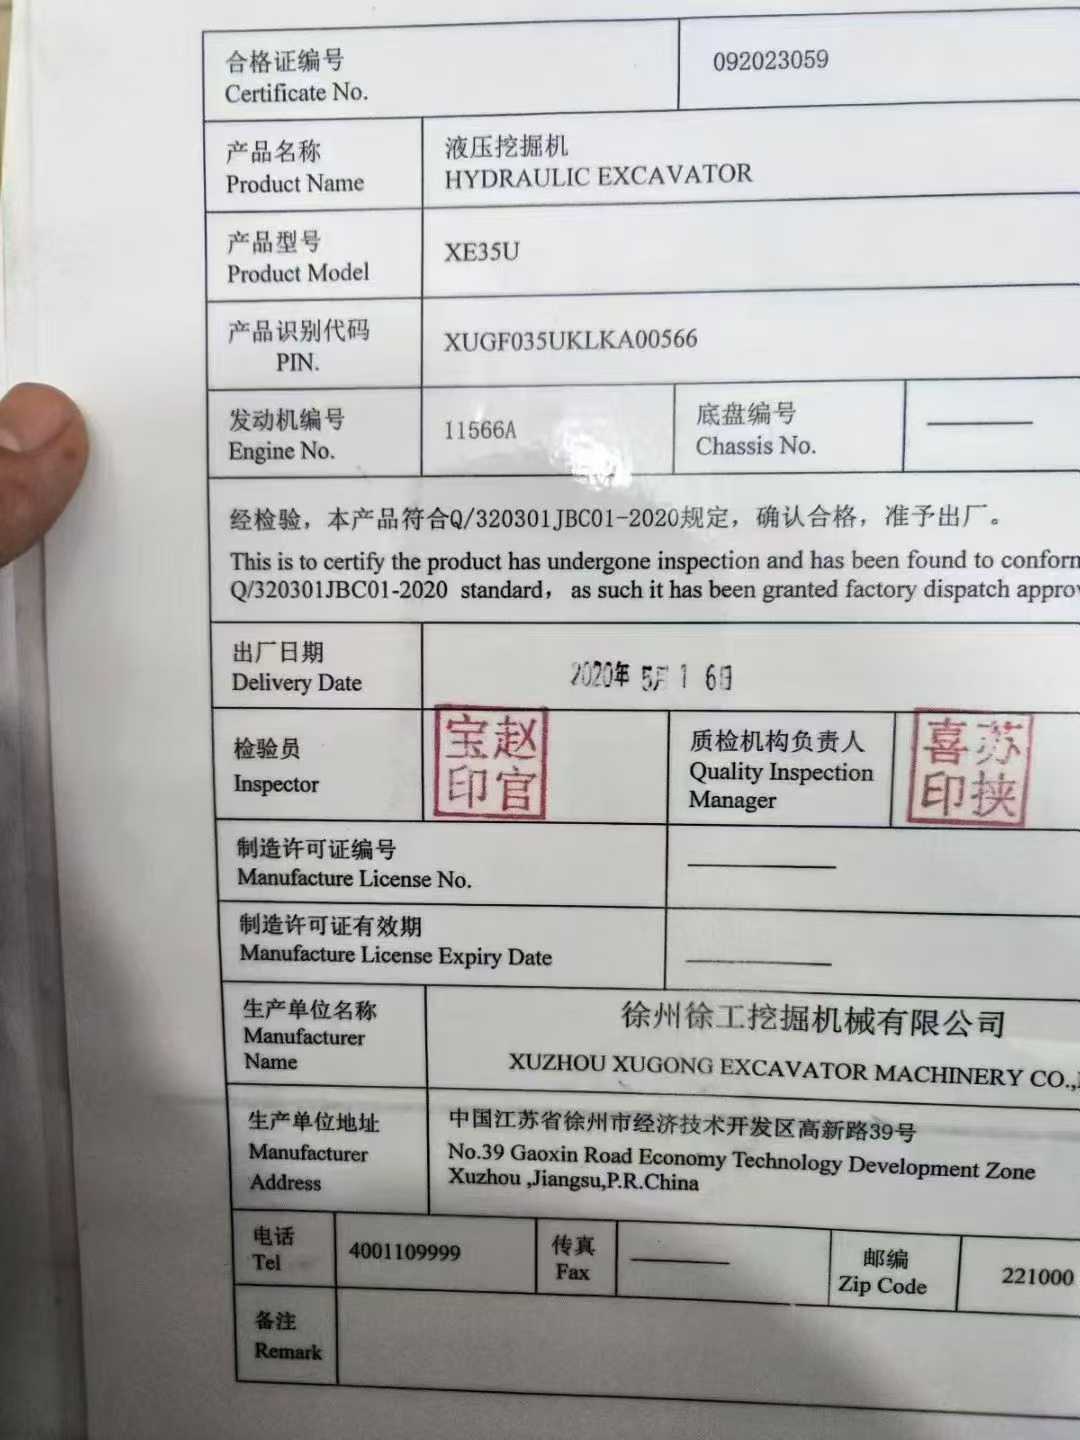 合格证编号
Certificate No.
092023059
产品名称
Product Name
液压挖掘机
HYDRAULIC EXCAVATOR
产品型号
Product Model
XE35U
产品识别代码
PIN.
XUGF035UKLKA00566
发动机编号
Engine No.
11566A
底盘编号
Chassis No.
经检验，本产品符合Q/320301JBC01-2020规定，确认合格，准予出厂。
This is to certify the product has undergone inspection and has been found to conform
Q/320301JBC01-2020 standard， as such it has been granted factory dispatch approv
出厂日期
Delivery Date
2020年 5月 1 6日
检验员
Inspector
赵官宝印
质检机构负责人
Quality Inspection
Manager
苏挟喜印
制造许可证编号
Manufacture License No.
制造许可证有效期
Manufacture License Expiry Date
生产单位名称
Manufacturer
Name
徐州徐工挖掘机械有限公司
XUZHOU XUGONG EXCAVATOR MACHINERY CO.,
生产单位地址
Manufacturer
Address
中国江苏省徐州市经济技术开发区高新路39号
No.39 Gaoxin Road Economy Technology Development Zone
Xuzhou ,Jiangsu,P.R.China
电话
Tel
4001109999
传真
Fax
邮编
Zip Code
221000
备注
Remark